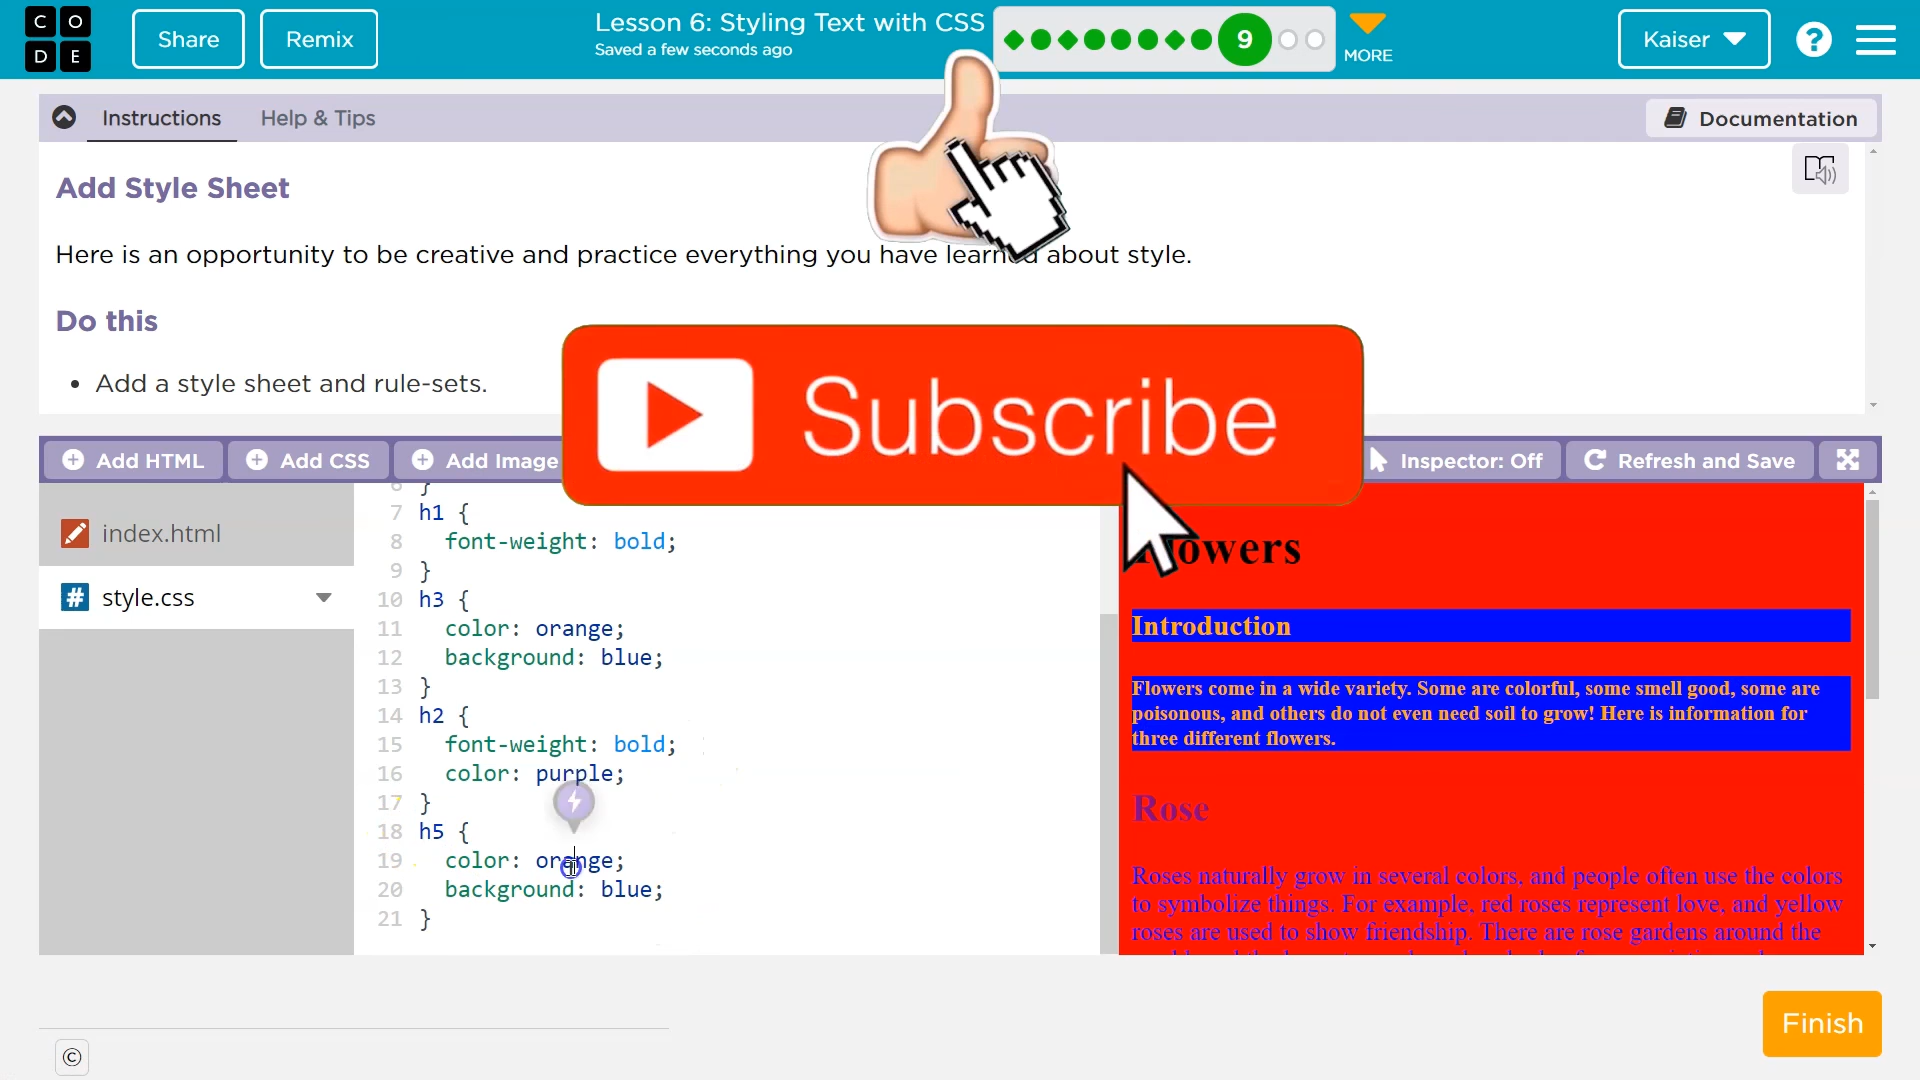 C O
D E
Share
Remix
Lesson 6: Styling Text with CSS
Saved a few seconds ago
9
MORE
Kaiser
?
Instructions
Help & Tips
Documentation
Add Style Sheet
Here is an opportunity to be creative and practice everything you have learned about style.
Do this
• Add a style sheet and rule-sets.
Subscribe
Add HTML
Add CSS
Add Image
Inspector: Off
Refresh and Save
index.html
# style.css
6 }
7 h1 {
8 font-weight: bold;
9 }
10 h3 {
11 color: orange;
12 background: blue;
13 }
14 h2 {
15 font-weight: bold;
16 color: purple;
17 }
18 h5 {
19 color: orange;
20 background: blue;
21 }
Flowers
Introduction
Flowers come in a wide variety. Some are colorful, some smell good, some are
poisonous, and others do not even need soil to grow! Here is information for
three different flowers.
Rose
Roses naturally grow in several colors, and people often use the colors
to symbolize things. For example, red roses represent love, and yellow
roses are used to show friendship. There are rose gardens around the
Finish
©